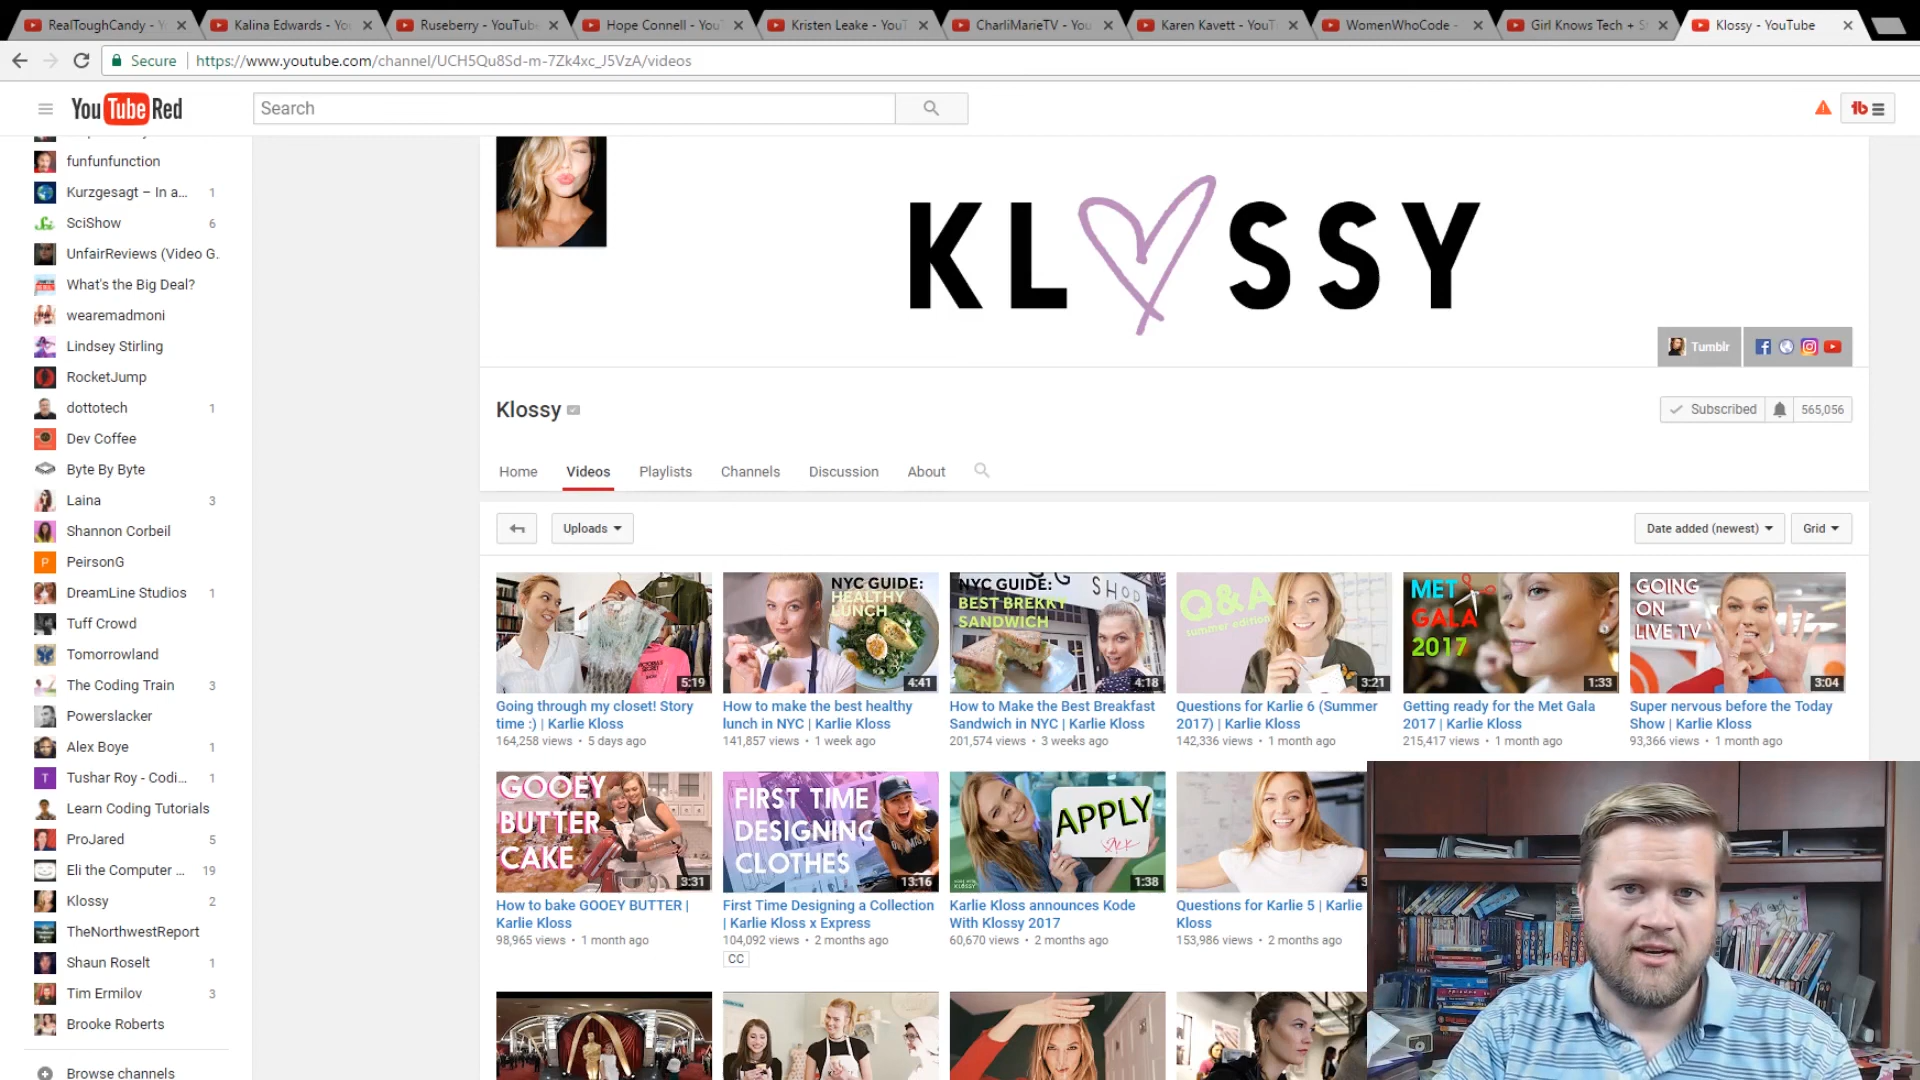 RealToughCandy - Y
Kalina Edwards - Yo
Ruseberry - YouTube
Hope Connell - YouT
Kristen Leake - YouT
CharliMarieTV - You
Karen Kavett - YouT
WomenWhoCode -
Girl Knows Tech + S
Klossy - YouTube
Secure
https://www.youtube.com/channel/UCH5Qu8Sd-m-7Zk4xc_J5VzA/videos
YouTube Red
Search
funfunfunction
Kurzgesagt – In a... 1
SciShow 6
UnfairReviews (Video G.
What's the Big Deal?
wearemadmoni
Lindsey Stirling
RocketJump
dottotech 1
Dev Coffee
Byte By Byte
Laina 3
Shannon Corbeil
P PeirsonG
DreamLine Studios 1
Tuff Crowd
Tomorrowland
The Coding Train 3
Powerslacker
Alex Boye 1
T Tushar Roy - Codi... 1
Learn Coding Tutorials
ProJared 5
Eli the Computer ... 19
Klossy 2
TheNorthwestReport
Shaun Roselt 1
Tim Ermilov 3
Brooke Roberts
Browse channels
KL SSY
Tumblr
Klossy
Subscribed 565,056
Home Videos Playlists Channels Discussion About
Uploads
Date added (newest) Grid
5:19
Going through my closet! Story
time :) | Karlie Kloss
164,258 views • 5 days ago
NYC GUIDE:
HEALTHY
LUNCH
4:41
How to make the best healthy
lunch in NYC | Karlie Kloss
141,857 views • 1 week ago
NYC GUIDE:
BEST BREKKY
SANDWICH
SHOP
4:18
How to Make the Best Breakfast
Sandwich in NYC | Karlie Kloss
201,574 views • 3 weeks ago
Q&A
summer edition
3:21
Questions for Karlie 6 (Summer
2017) | Karlie Kloss
142,336 views • 1 month ago
MET
GALA
2017
1:33
Getting ready for the Met Gala
2017 | Karlie Kloss
215,417 views • 1 month ago
GOING
ON
LIVE TV
3:04
Super nervous before the Today
Show | Karlie Kloss
93,366 views • 1 month ago
GOOEY
BUTTER
CAKE
3:31
How to bake GOOEY BUTTER |
Karlie Kloss
98,965 views • 1 month ago
FIRST TIME
DESIGNING
CLOTHES
13:16
First Time Designing a Collection
| Karlie Kloss x Express
104,092 views • 2 months ago
CC
APPLY
1:38
Karlie Kloss announces Kode
With Klossy 2017
60,670 views • 2 months ago
3
Questions for Karlie 5 | Karlie
Kloss
153,986 views • 2 months ago